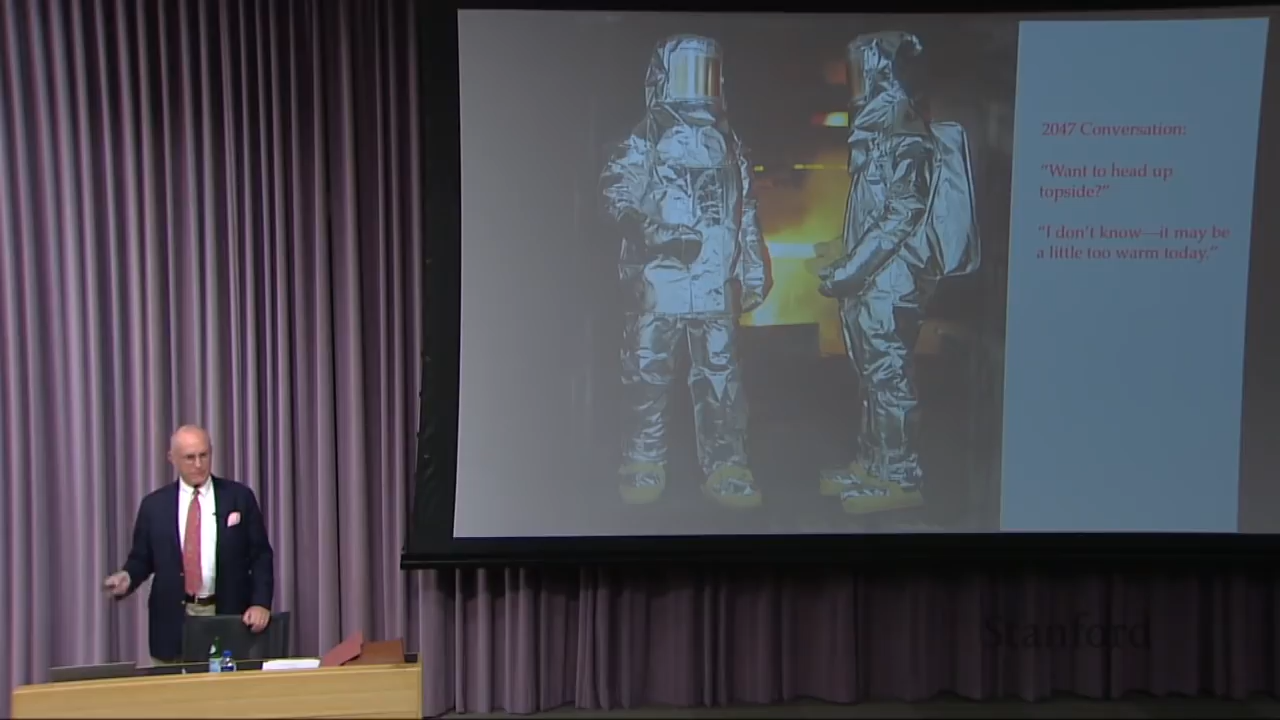 2047 Conversation:
“Want to head up
topside?”
“I don’t know—it may be
a little too warm today.”
Stanford